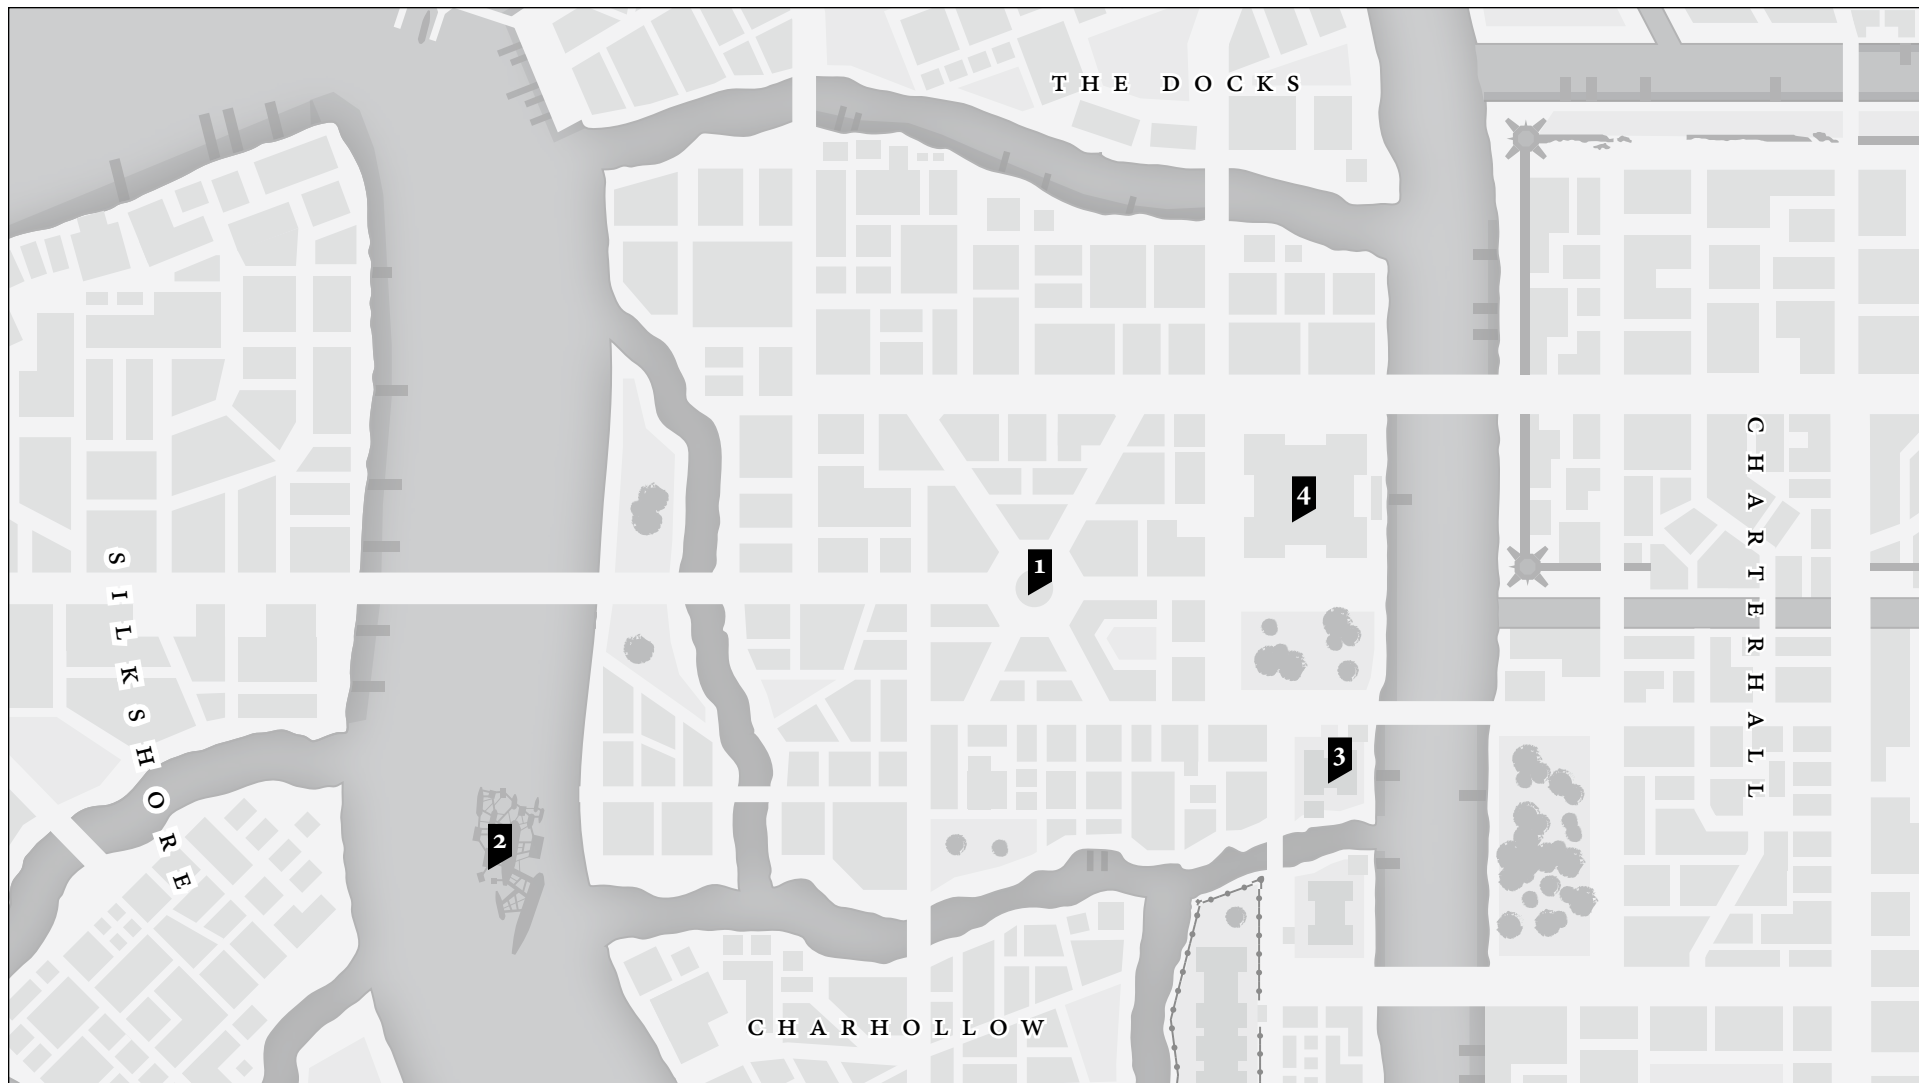 THE DOCKS
CHARTERHALL
4
1
SILKSHORE
3
2
CHARHOLLOW